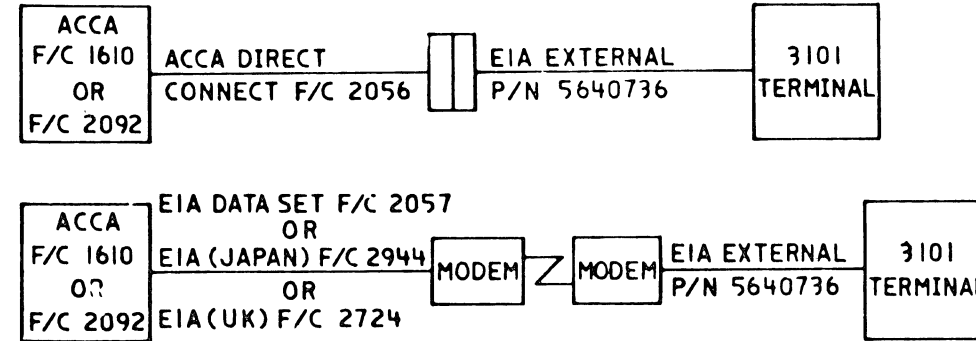 ACCA
F/C 1610
OR
F/C 2092
ACCA DIRECT
CONNECT F/C 2056
EIA EXTERNAL
P/N 5640736
3101
TERMINAL
ACCA
F/C 1610
OR
F/C 2092
EIA DATA SET F/C 2057
OR
EIA (JAPAN) F/C 2944
OR
EIA(UK) F/C 2724
MODEM
MODEM
EIA EXTERNAL
P/N 5640736
3101
TERMINAL